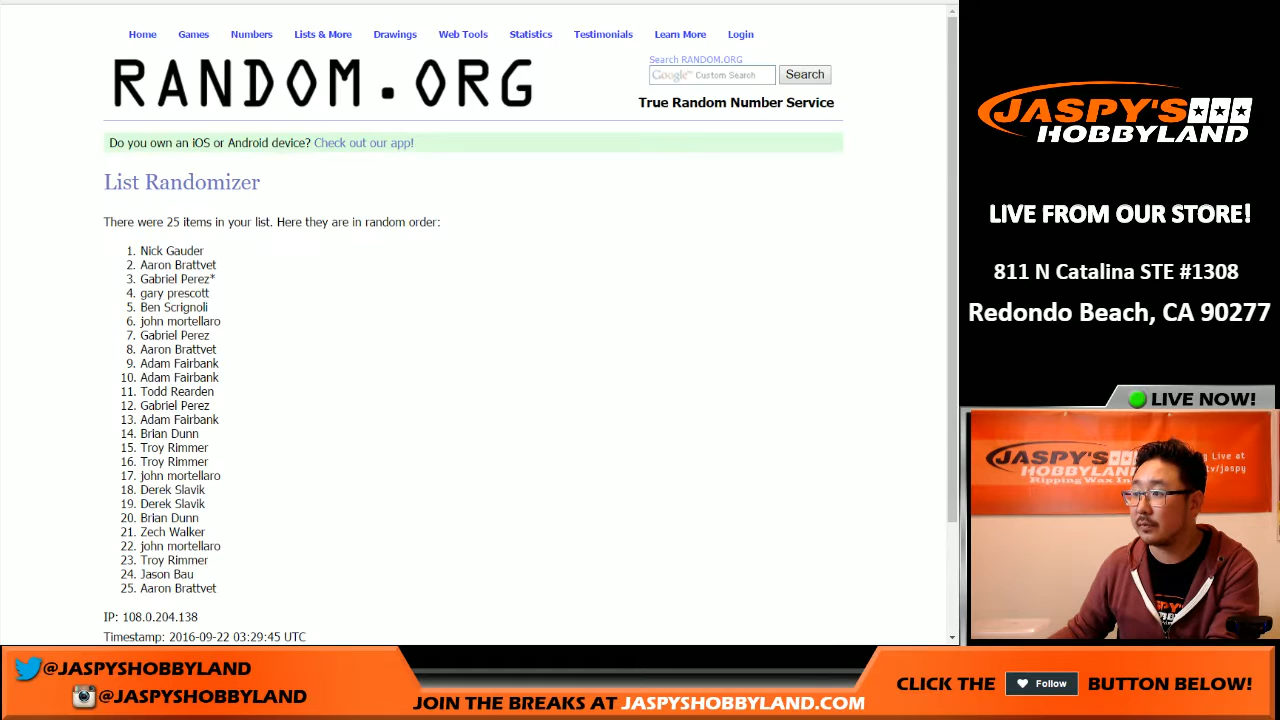 Home Games Numbers Lists & More Drawings Web Tools Statistics Testimonials Learn More Login
RANDOM.ORG
Search RANDOM.ORG
Google™ Custom Search Search
True Random Number Service
Do you own an iOS or Android device? Check out our app!
List Randomizer
There were 25 items in your list. Here they are in random order:
1. Nick Gauder
2. Aaron Brattvet
3. Gabriel Perez*
4. gary prescott
5. Ben Scrignoli
6. john mortellaro
7. Gabriel Perez
8. Aaron Brattvet
9. Adam Fairbank
10. Adam Fairbank
11. Todd Rearden
12. Gabriel Perez
13. Adam Fairbank
14. Brian Dunn
15. Troy Rimmer
16. Troy Rimmer
17. john mortellaro
18. Derek Slavik
19. Derek Slavik
20. Brian Dunn
21. Zech Walker
22. john mortellaro
23. Troy Rimmer
24. Jason Bau
25. Aaron Brattvet
IP: 108.0.204.138
Timestamp: 2016-09-22 03:29:45 UTC
JASPY'S
HOBBYLAND
LIVE FROM OUR STORE!
811 N Catalina STE #1308
Redondo Beach, CA 90277
LIVE NOW!
JASPY'S
HOBBYLAND
Ripping Wax
g Live at
tv/jaspy
@JASPYSHOBBYLAND
@JASPYSHOBBYLAND
JOIN THE BREAKS AT JASPYSHOBBYLAND.COM
CLICK THE Follow BUTTON BELOW!